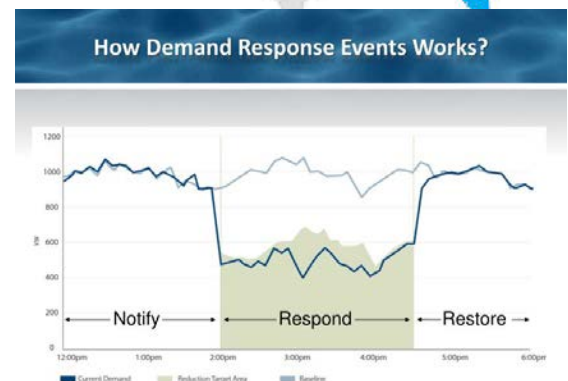 How Demand Response Events Works?
1200
1000
800
600
400
200
0
kW
Notify
Respond
Restore
12:00pm
1:00pm
2:00pm
3:00pm
4:00pm
5:00pm
6:00pm
Current Demand
Reduction Target Area
Baseline